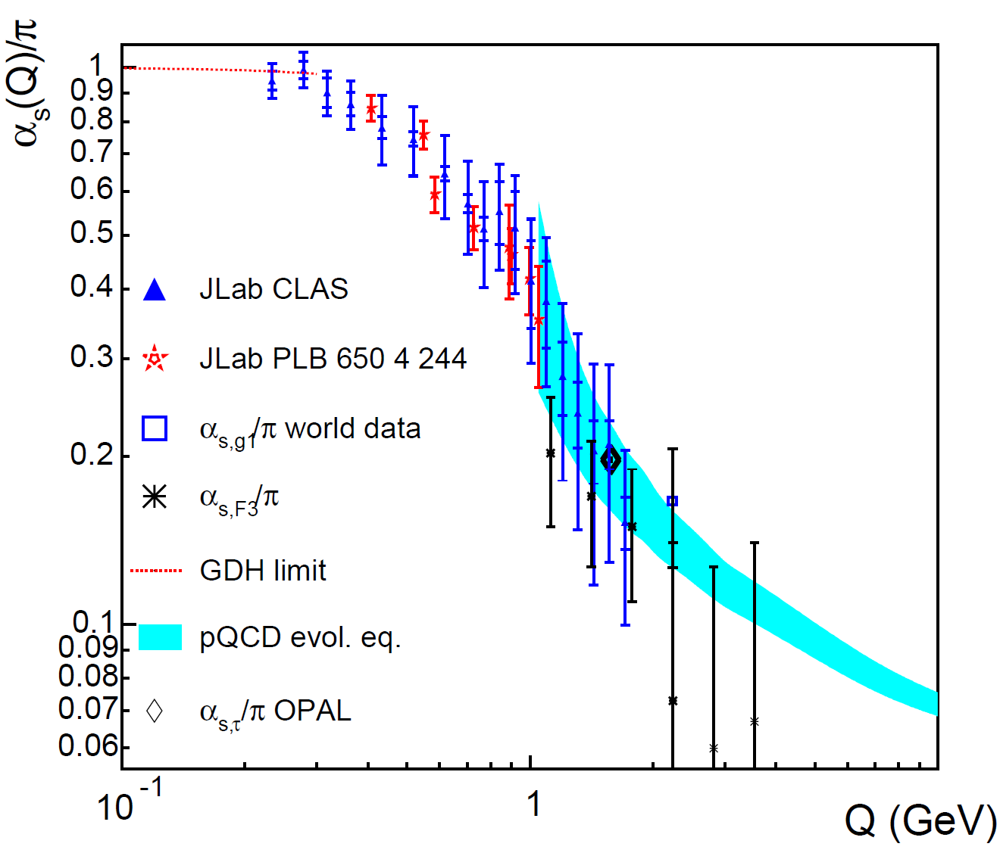 α_s(Q)/π
1
0.9
0.8
0.7
0.6
0.5
0.4
0.3
0.2
0.1
0.09
0.08
0.07
0.06
JLab CLAS
JLab PLB 650 4 244
α_s,g1/π world data
α_s,F3/π
GDH limit
pQCD evol. eq.
α_s,τ/π OPAL
10^-1
1
Q (GeV)